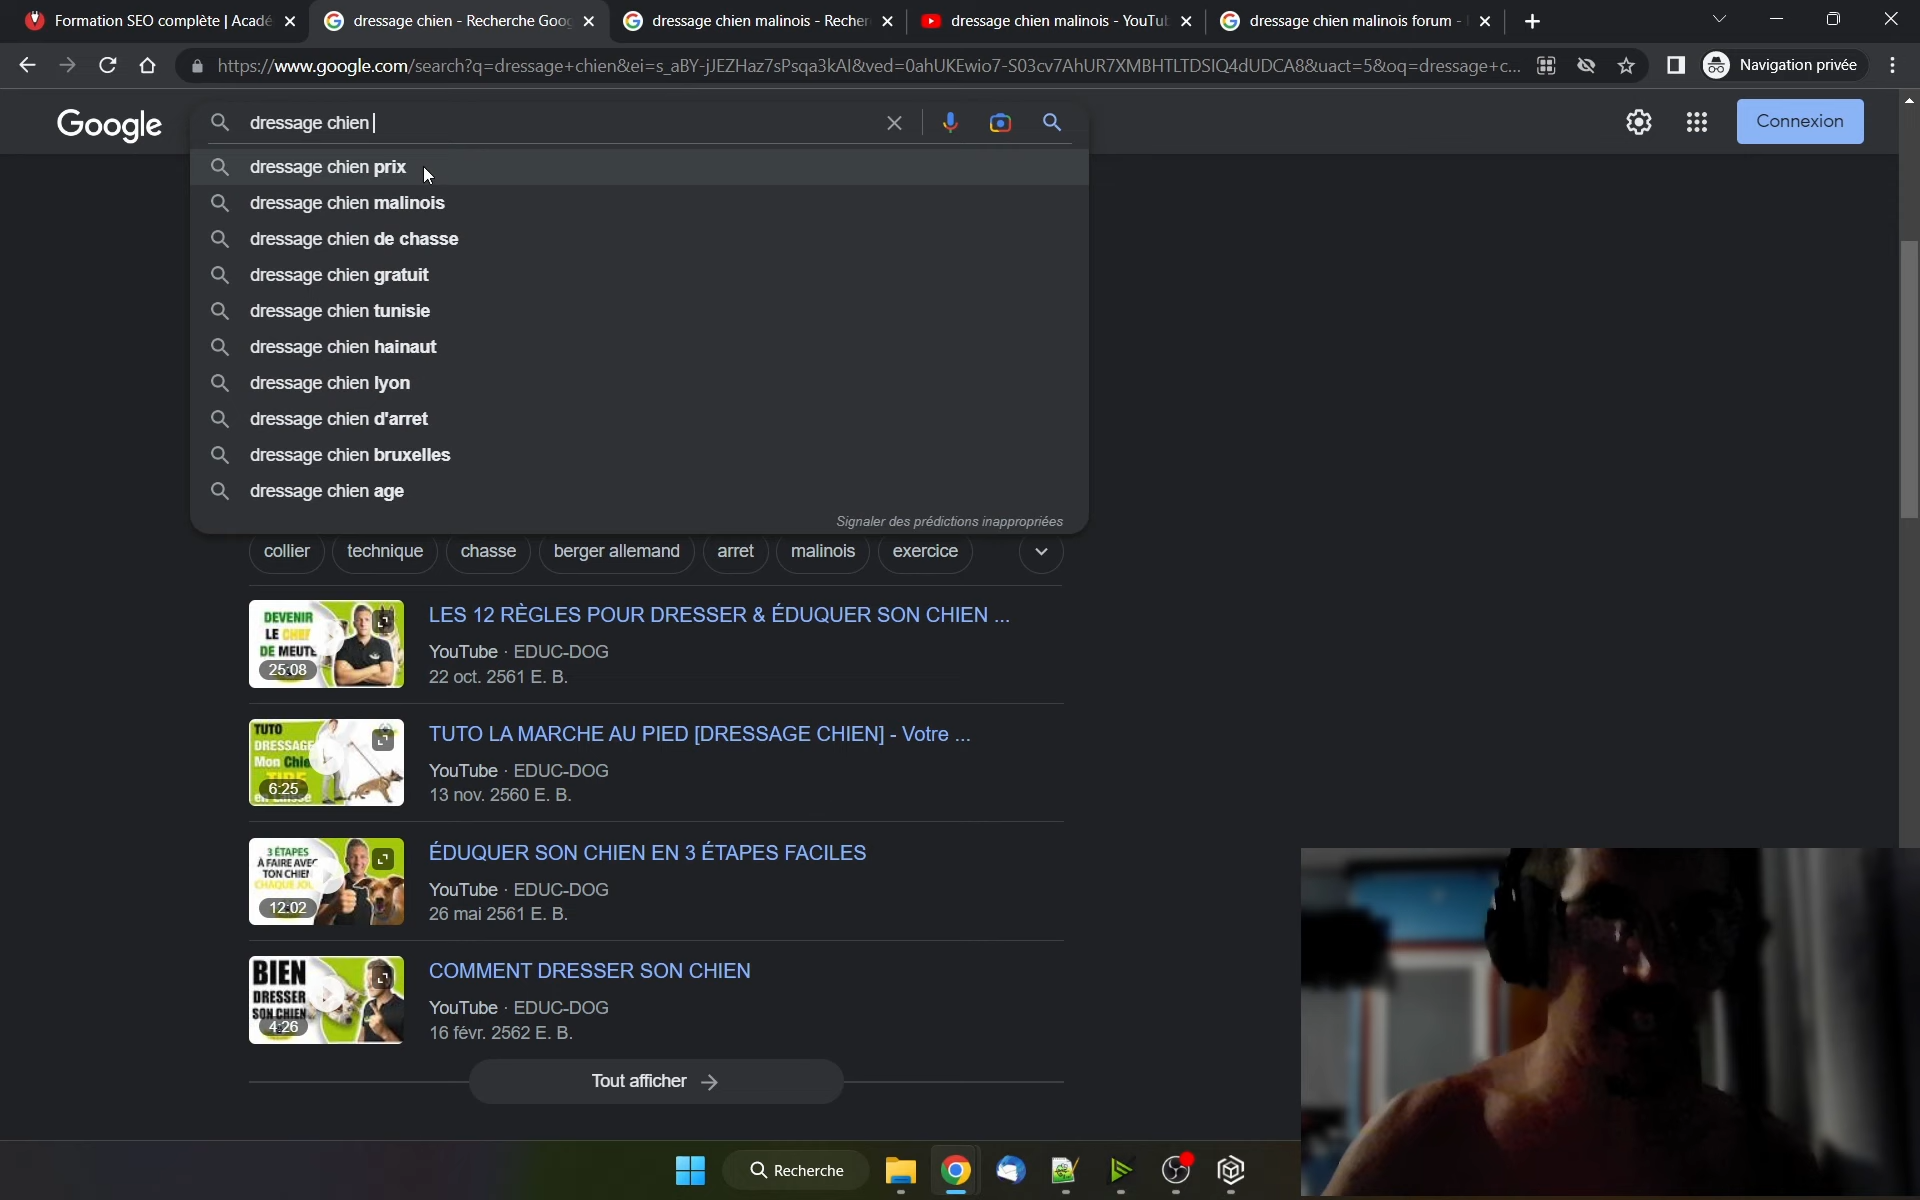 Formation SEO complète | Acadé
dressage chien - Recherche Goog
dressage chien malinois - Recher
dressage chien malinois - YouTu
dressage chien malinois forum -
https://www.google.com/search?q=dressage+chien&ei=s_aBY-jJEZHaz7sPsqa3kAI&ved=0ahUKEwio7-S03cv7AhUR7XMBHTLTDSIQ4dUDCA8&uact=5&oq=dressage+c...
Navigation privée
Google
dressage chien
Connexion
dressage chien prix
dressage chien malinois
dressage chien de chasse
dressage chien gratuit
dressage chien tunisie
dressage chien hainaut
dressage chien lyon
dressage chien d'arret
dressage chien bruxelles
dressage chien age
Signaler des prédictions inappropriées
collier
technique
chasse
berger allemand
arret
malinois
exercice
DEVENIR
LE CHEF
DE MEUTE
25:08
LES 12 RÈGLES POUR DRESSER & ÉDUQUER SON CHIEN ...
YouTube · EDUC-DOG
22 oct. 2561 E. B.
TUTO
DRESSAGE
Mon Chie
TIRE
6:25
TUTO LA MARCHE AU PIED [DRESSAGE CHIEN] - Votre ...
YouTube · EDUC-DOG
13 nov. 2560 E. B.
3 ÉTAPES
À FAIRE AVEC
TON CHIEN
CHAQUE JOU
12:02
ÉDUQUER SON CHIEN EN 3 ÉTAPES FACILES
YouTube · EDUC-DOG
26 mai 2561 E. B.
BIEN
DRESSER
SON CHIEN
4:26
COMMENT DRESSER SON CHIEN
YouTube · EDUC-DOG
16 févr. 2562 E. B.
Tout afficher
Recherche